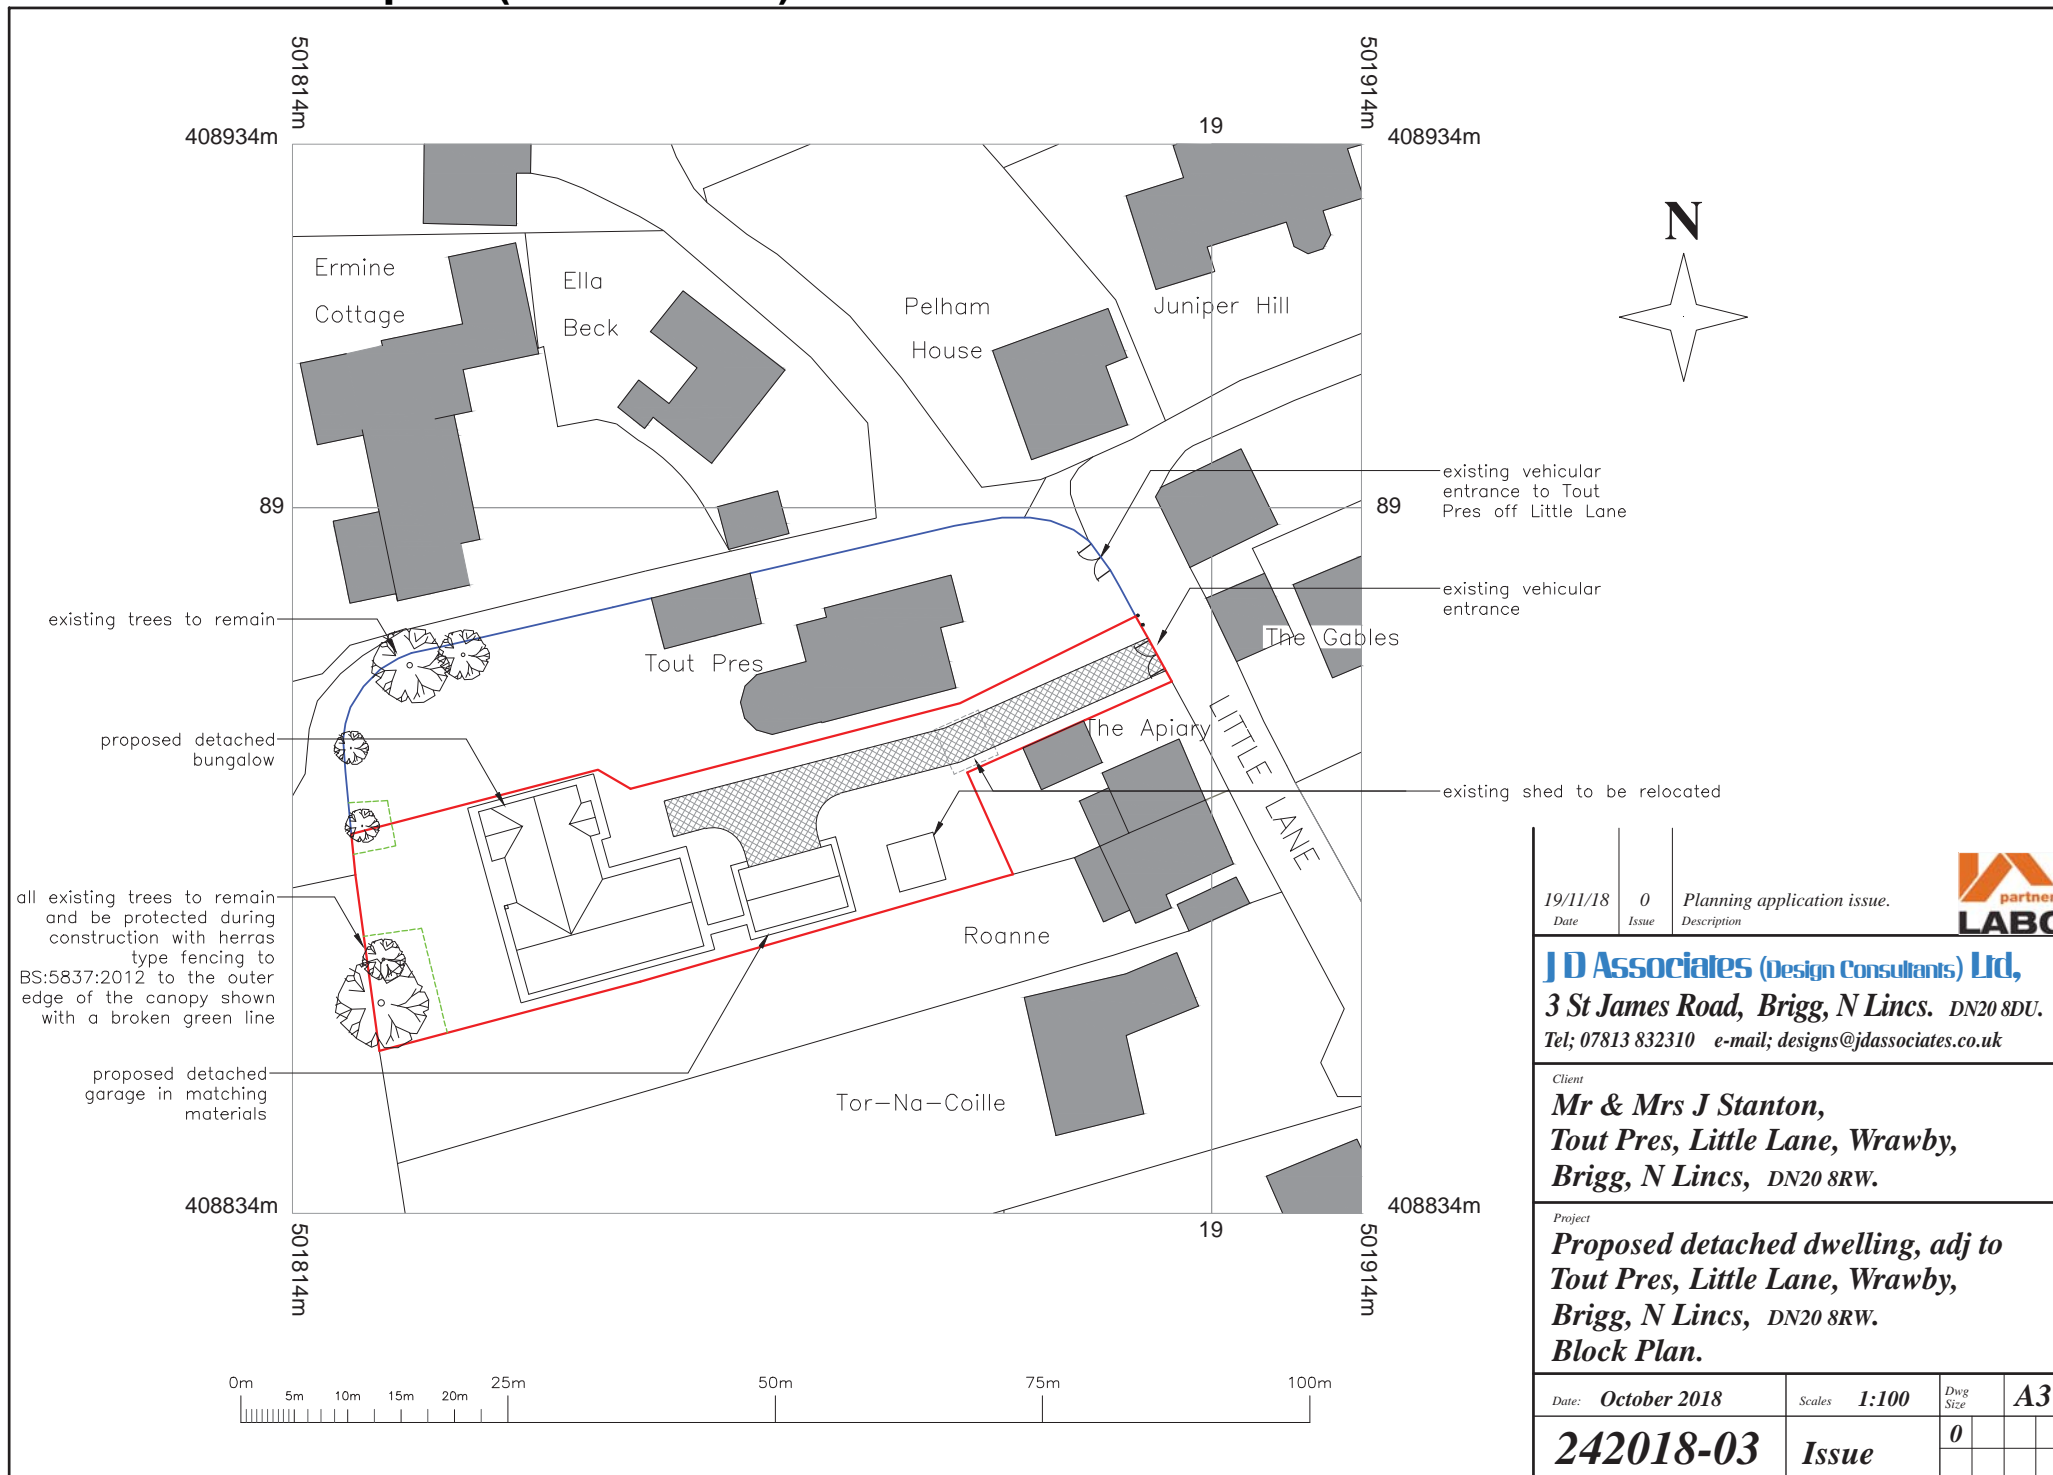 501814m
501914m
408934m
19
408934m
Ermine
Cottage
Ella
Beck
Pelham
House
Juniper Hill
N
89
89
existing vehicular
entrance to Tout
Pres off Little Lane
existing vehicular
entrance
existing trees to remain
Tout Pres
The Gables
The Apiary
LITTLE LANE
proposed detached
bungalow
existing shed to be relocated
all existing trees to remain
and be protected during
construction with herras
type fencing to
BS:5837:2012 to the outer
edge of the canopy shown
with a broken green line
Roanne
proposed detached
garage in matching
materials
Tor-Na-Coille
408834m
19
408834m
501814m
501914m
0m
5m
10m
15m
20m
25m
50m
75m
100m
19/11/18 0 Planning application issue.
Date Issue Description
partner
LABC
J D Associates (Design Consultants) Ltd,
3 St James Road, Brigg, N Lincs. DN20 8DU.
Tel; 07813 832310 e-mail; designs@jdassociates.co.uk
Client
Mr & Mrs J Stanton,
Tout Pres, Little Lane, Wrawby,
Brigg, N Lincs, DN20 8RW.
Project
Proposed detached dwelling, adj to
Tout Pres, Little Lane, Wrawby,
Brigg, N Lincs, DN20 8RW.
Block Plan.
Date: October 2018 Scales 1:100 Dwg Size A3
242018-03 Issue 0